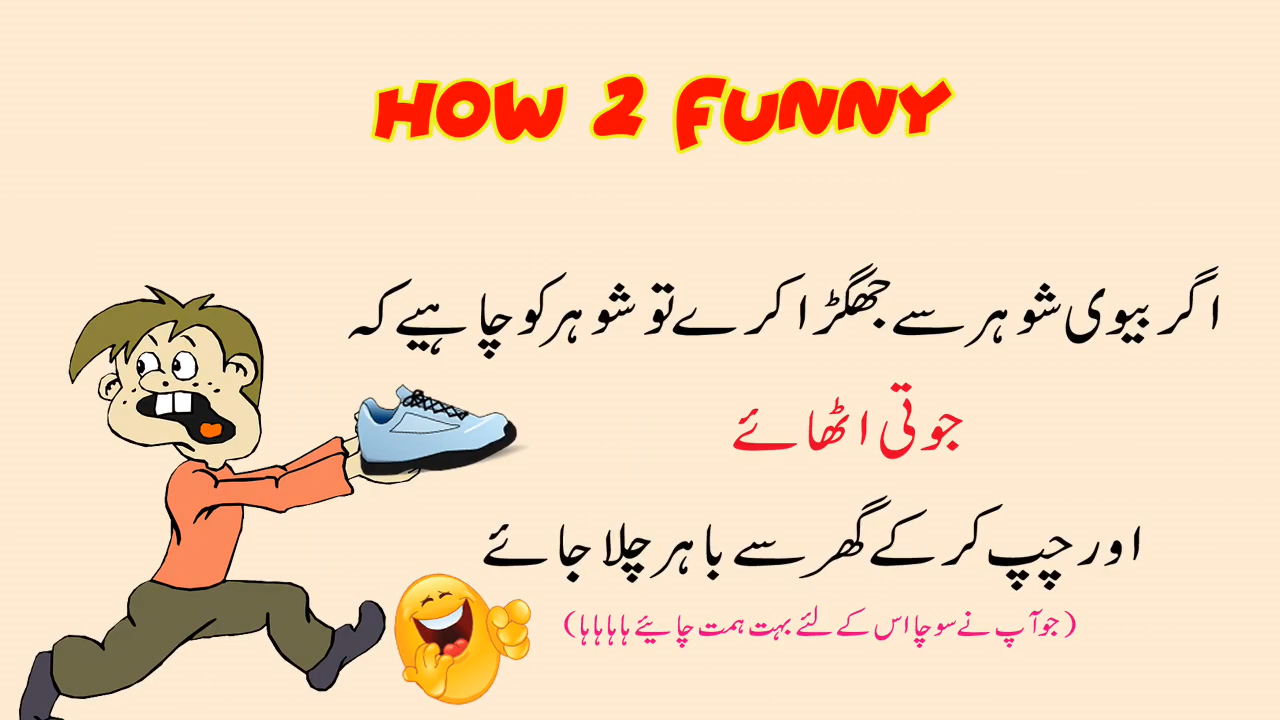 HOW 2 FUNNY
اگر بیوی شوہر سے جھگڑا کرے تو شوہر کو چاہیے کہ
جوتی اٹھائے
اور چپ کر کے گھر سے باہر چلا جائے
(جو آپ نے سوچا اس کے لئے بہت ہمت چاہیئے ہاہاہاہا)